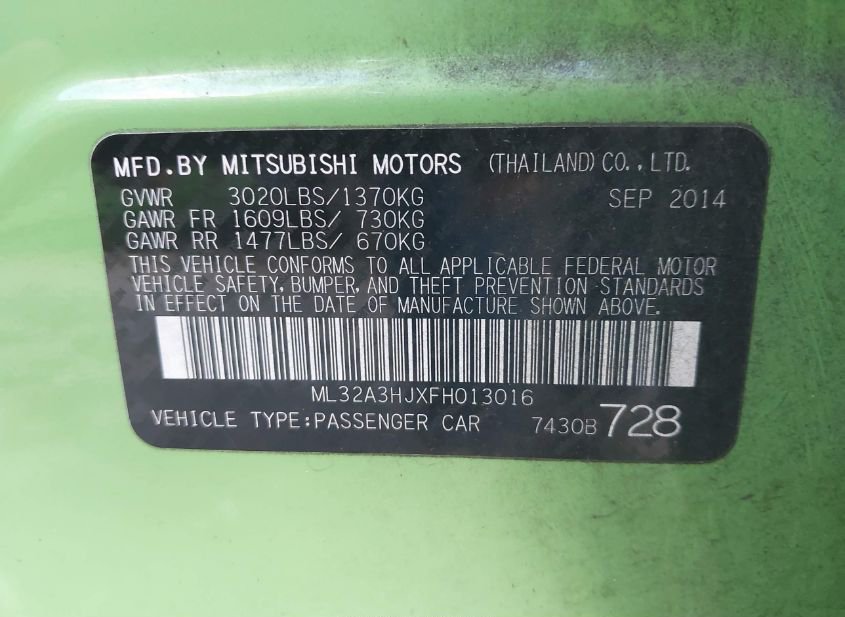 MFD.BY MITSUBISHI MOTORS (THAILAND) CO., LTD.
GVWR 3020LBS/1370KG SEP 2014
GAWR FR 1609LBS/ 730KG
GAWR RR 1477LBS/ 670KG
THIS VEHICLE CONFORMS TO ALL APPLICABLE FEDERAL MOTOR
VEHICLE SAFETY, BUMPER, AND THEFT PREVENTION STANDARDS
IN EFFECT ON THE DATE OF MANUFACTURE SHOWN ABOVE.
ML32A3HJXFH013016
VEHICLE TYPE:PASSENGER CAR 7430B 728